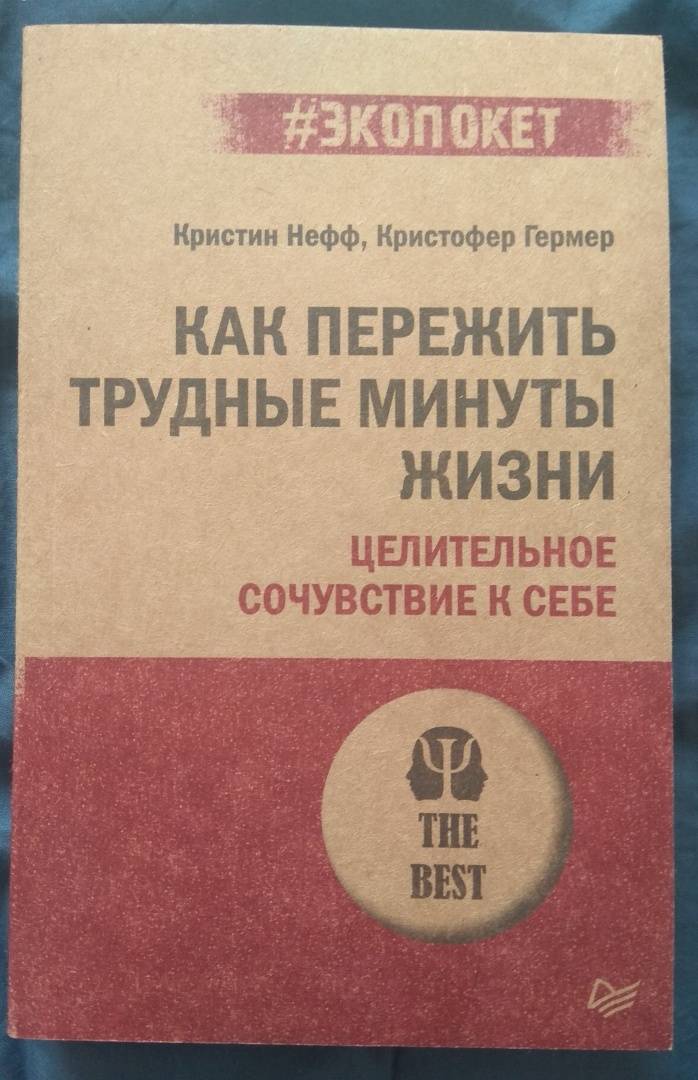 #ЭКОПОКЕТ
Кристин Нефф, Кристофер Гермер
КАК ПЕРЕЖИТЬ
ТРУДНЫЕ МИНУТЫ
ЖИЗНИ
ЦЕЛИТЕЛЬНОЕ
СОЧУВСТВИЕ К СЕБЕ
Ψ
THE
BEST